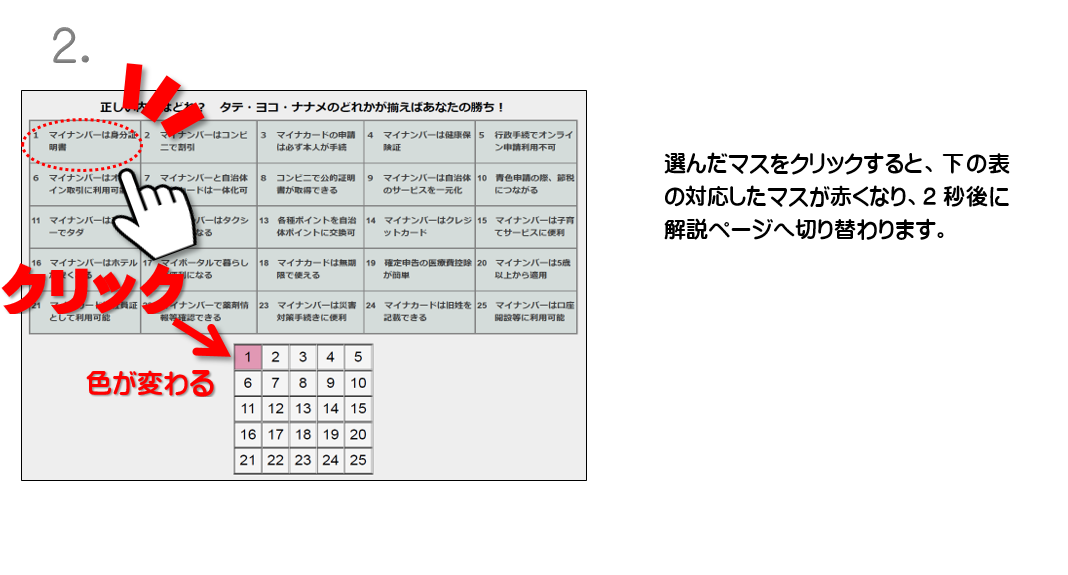 2.
正しい内 はどれ？ タテ・ヨコ・ナナメのどれかが揃えばあなたの勝ち！
1 マイナンバーは身分証明書
2 マイナンバーはコンビニで割引
3 マイナカードの申請は必ず本人が手続
4 マイナンバーは健康保険証
5 行政手続でオンライン申請利用不可
6 マイナンバーはオ イン取引に利用可能
7 マイナンバーと自治体 カードは一体化可
8 コンビニで公的証明書が取得できる
9 マイナンバーは自治体のサービスを一元化
10 青色申請の際、節税につながる
11 マイナンバーは ーでタダ
ンバーはタクシ なる
13 各種ポイントを自治体ポイントに交換可
14 マイナンバーはクレジットカード
15 マイナンバーは子育てサービスに便利
16 マイナンバーはホテル く る
17 マイポータルで暮らし 便利になる
18 マイナカードは無期限で使える
19 確定申告の医療費控除が簡単
20 マイナンバーは5歳以上から適用
21 マイナカード 員証として利用可能
マイナンバーで薬剤情報等確認できる
23 マイナンバーは災害対策手続きに便利
24 マイナカードは旧姓を記載できる
25 マイナンバーは口座開設等に利用可能
クリック
色が変わる
1 2 3 4 5
6 7 8 9 10
11 12 13 14 15
16 17 18 19 20
21 22 23 24 25
選んだマスをクリックすると、下の表
の対応したマスが赤くなり、2 秒後に
解説ページへ切り替わります。